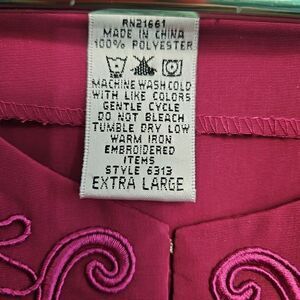 RN21661
MADE IN CHINA
100% POLYESTER
MACHINE WASH COLD
WITH LIKE COLORS
GENTLE CYCLE
DO NOT BLEACH
TUMBLE DRY LOW
WARM IRON
EMBROIDERED
ITEMS
STYLE 6313
EXTRA LARGE